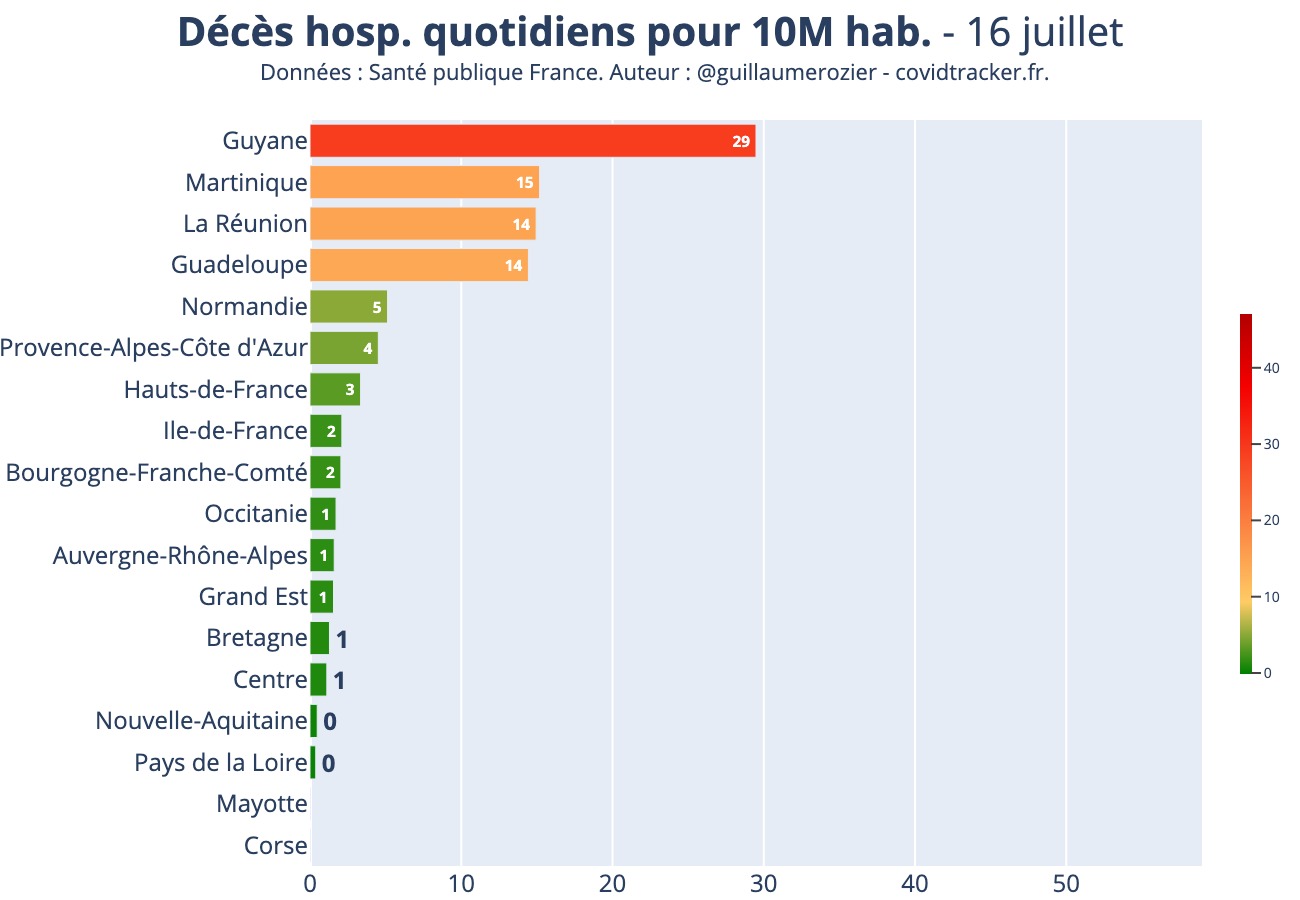 Décès hosp. quotidiens pour 10M hab. - 16 juillet
Données : Santé publique France. Auteur : @guillaumerozier - covidtracker.fr.
Guyane 29
Martinique 15
La Réunion 14
Guadeloupe 14
Normandie 5
Provence-Alpes-Côte d'Azur 4
Hauts-de-France 3
Ile-de-France 2
Bourgogne-Franche-Comté 2
Occitanie 1
Auvergne-Rhône-Alpes 1
Grand Est 1
Bretagne 1
Centre 1
Nouvelle-Aquitaine 0
Pays de la Loire 0
Mayotte
Corse
0 10 20 30 40 50
40
30
20
10
0